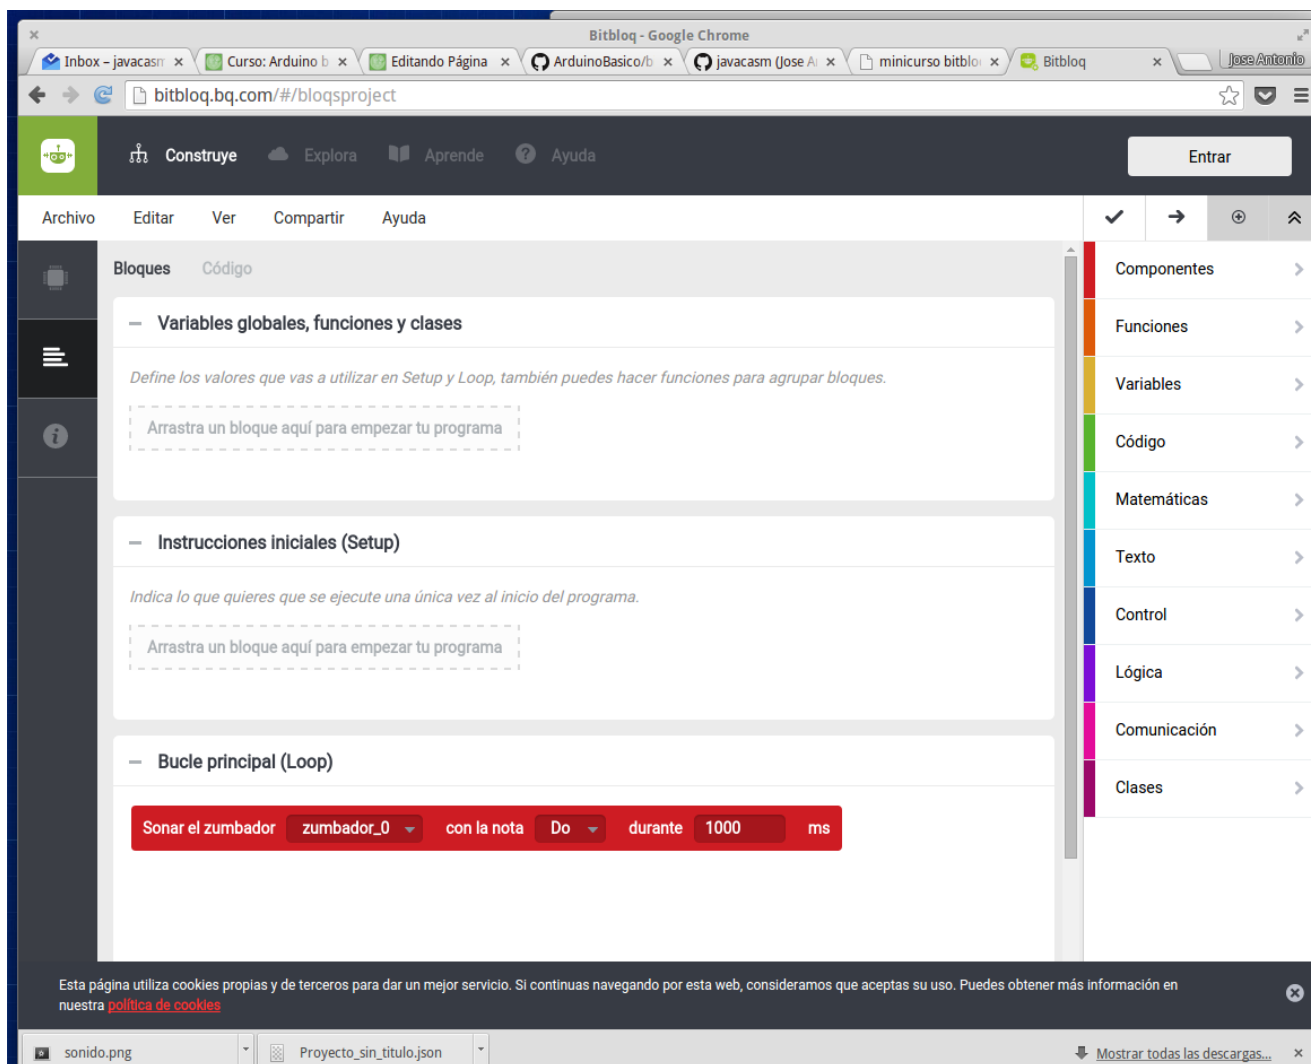 Bitbloq - Google Chrome
Inbox – javacasm
Curso: Arduino b
Editando Página
ArduinoBasico/b
javacasm (Jose A
minicurso bitblo
Bitbloq
Jose Antonio
bitbloq.bq.com/#/bloqsproject
Construye
Explora
Aprende
Ayuda
Entrar
Archivo
Editar
Ver
Compartir
Ayuda
Bloques
Código
Variables globales, funciones y clases
Define los valores que vas a utilizar en Setup y Loop, también puedes hacer funciones para agrupar bloques.
Arrastra un bloque aquí para empezar tu programa
Instrucciones iniciales (Setup)
Indica lo que quieres que se ejecute una única vez al inicio del programa.
Arrastra un bloque aquí para empezar tu programa
Bucle principal (Loop)
Sonar el zumbador zumbador_0 con la nota Do durante 1000 ms
Componentes
Funciones
Variables
Código
Matemáticas
Texto
Control
Lógica
Comunicación
Clases
Esta página utiliza cookies propias y de terceros para dar un mejor servicio. Si continuas navegando por esta web, consideramos que aceptas su uso. Puedes obtener más información en
nuestra política de cookies
sonido.png
Proyecto_sin_titulo.json
Mostrar todas las descargas...